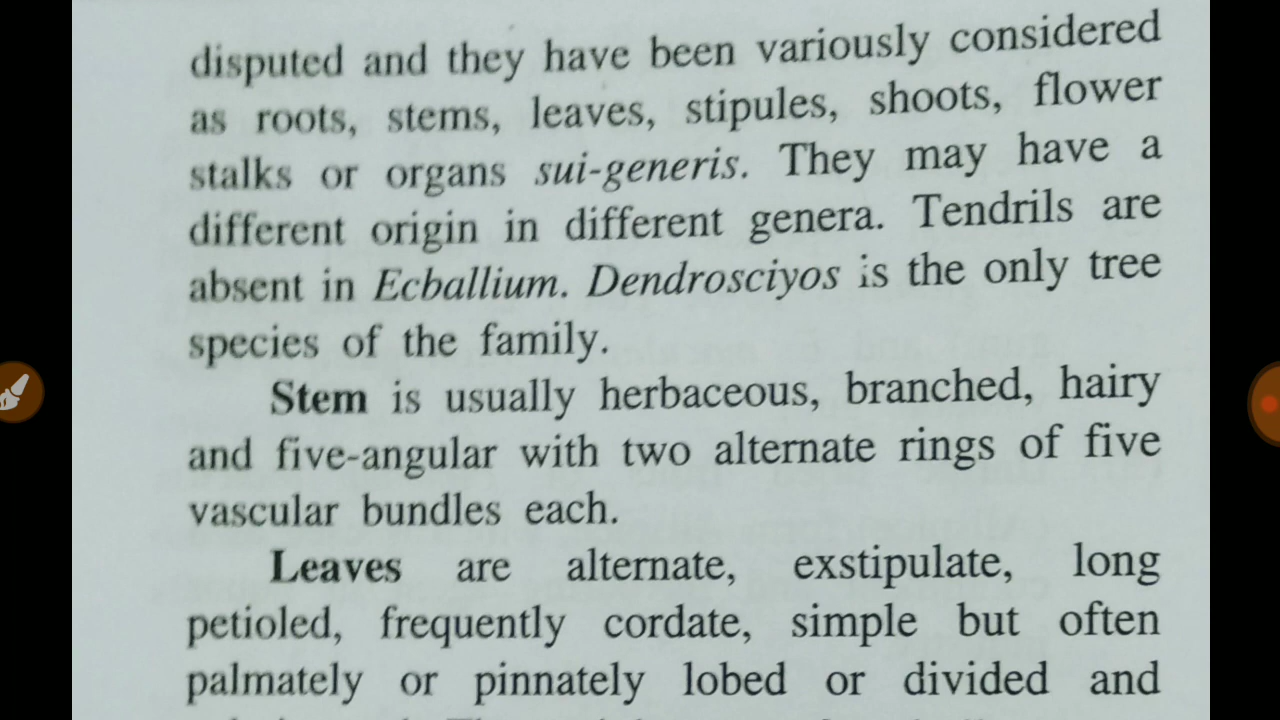 disputed and they have been variously considered
as roots, stems, leaves, stipules, shoots, flower
stalks or organs sui-generis. They may have a
different origin in different genera. Tendrils are
absent in Ecballium. Dendrosciyos is the only tree
species of the family.
Stem is usually herbaceous, branched, hairy
and five-angular with two alternate rings of five
vascular bundles each.
Leaves are alternate, exstipulate, long
petioled, frequently cordate, simple but often
palmately or pinnately lobed or divided and